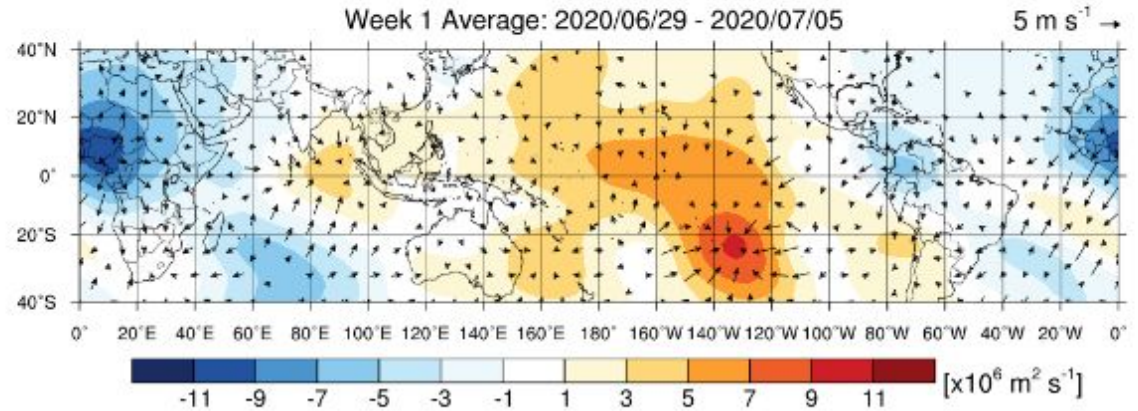 Week 1 Average: 2020/06/29 - 2020/07/05
5 m s⁻¹
40°N
20°N
0°
20°S
40°S
0° 20°E 40°E 60°E 80°E 100°E 120°E 140°E 160°E 180° 160°W 140°W 120°W 100°W 80°W 60°W 40°W 20°W 0°
-11 -9 -7 -5 -3 -1 1 3 5 7 9 11 [x10⁶ m² s⁻¹]